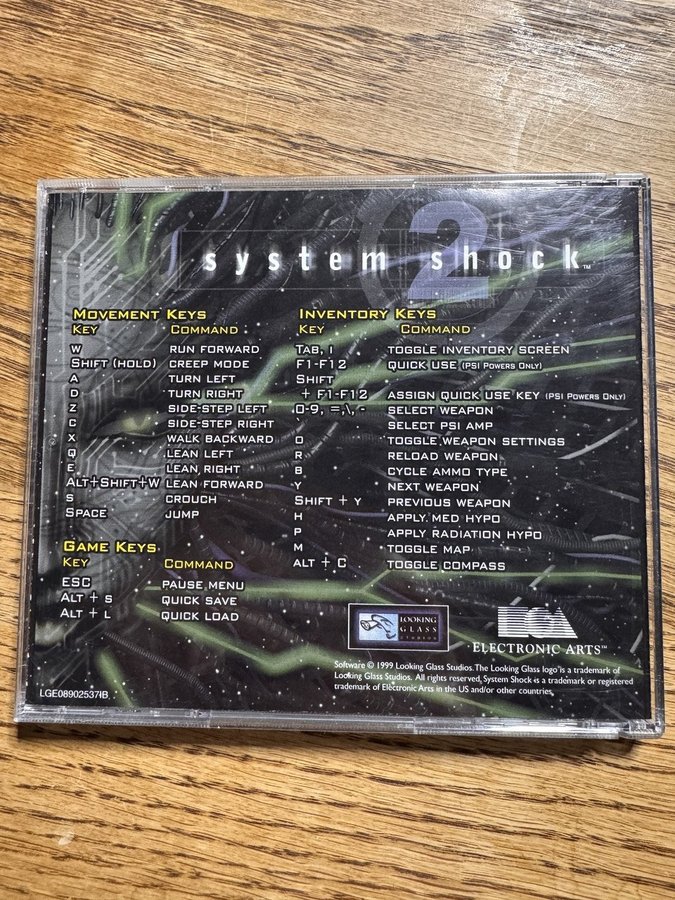 system shock 2™
MOVEMENT KEYS
KEY COMMAND
W RUN FORWARD
SHIFT (HOLD) CREEP MODE
A TURN LEFT
D TURN RIGHT
Z SIDE-STEP LEFT
C SIDE-STEP RIGHT
X WALK BACKWARD
Q LEAN LEFT
E LEAN RIGHT
ALT+SHIFT+W LEAN FORWARD
S CROUCH
SPACE JUMP
GAME KEYS
KEY COMMAND
ESC PAUSE MENU
ALT + S QUICK SAVE
ALT + L QUICK LOAD
INVENTORY KEYS
KEY COMMAND
TAB, I TOGGLE INVENTORY SCREEN
F1-F12 QUICK USE (PSI POWERS ONLY)
SHIFT
+ F1-F12 ASSIGN QUICK USE KEY (PSI POWERS ONLY)
0-9, =,\, - SELECT WEAPON
SELECT PSI AMP
O TOGGLE WEAPON SETTINGS
R RELOAD WEAPON
B CYCLE AMMO TYPE
Y NEXT WEAPON
SHIFT + Y PREVIOUS WEAPON
H APPLY MED HYPO
P APPLY RADIATION HYPO
M TOGGLE MAP
ALT + C TOGGLE COMPASS
LOOKING
GLASS
STUDIOS
EA
ELECTRONIC ARTS™
Software © 1999 Looking Glass Studios. The Looking Glass logo is a trademark of
Looking Glass Studios. All rights reserved, System Shock is a trademark or registered
trademark of Electronic Arts in the US and/or other countries.
LGE08902537IB